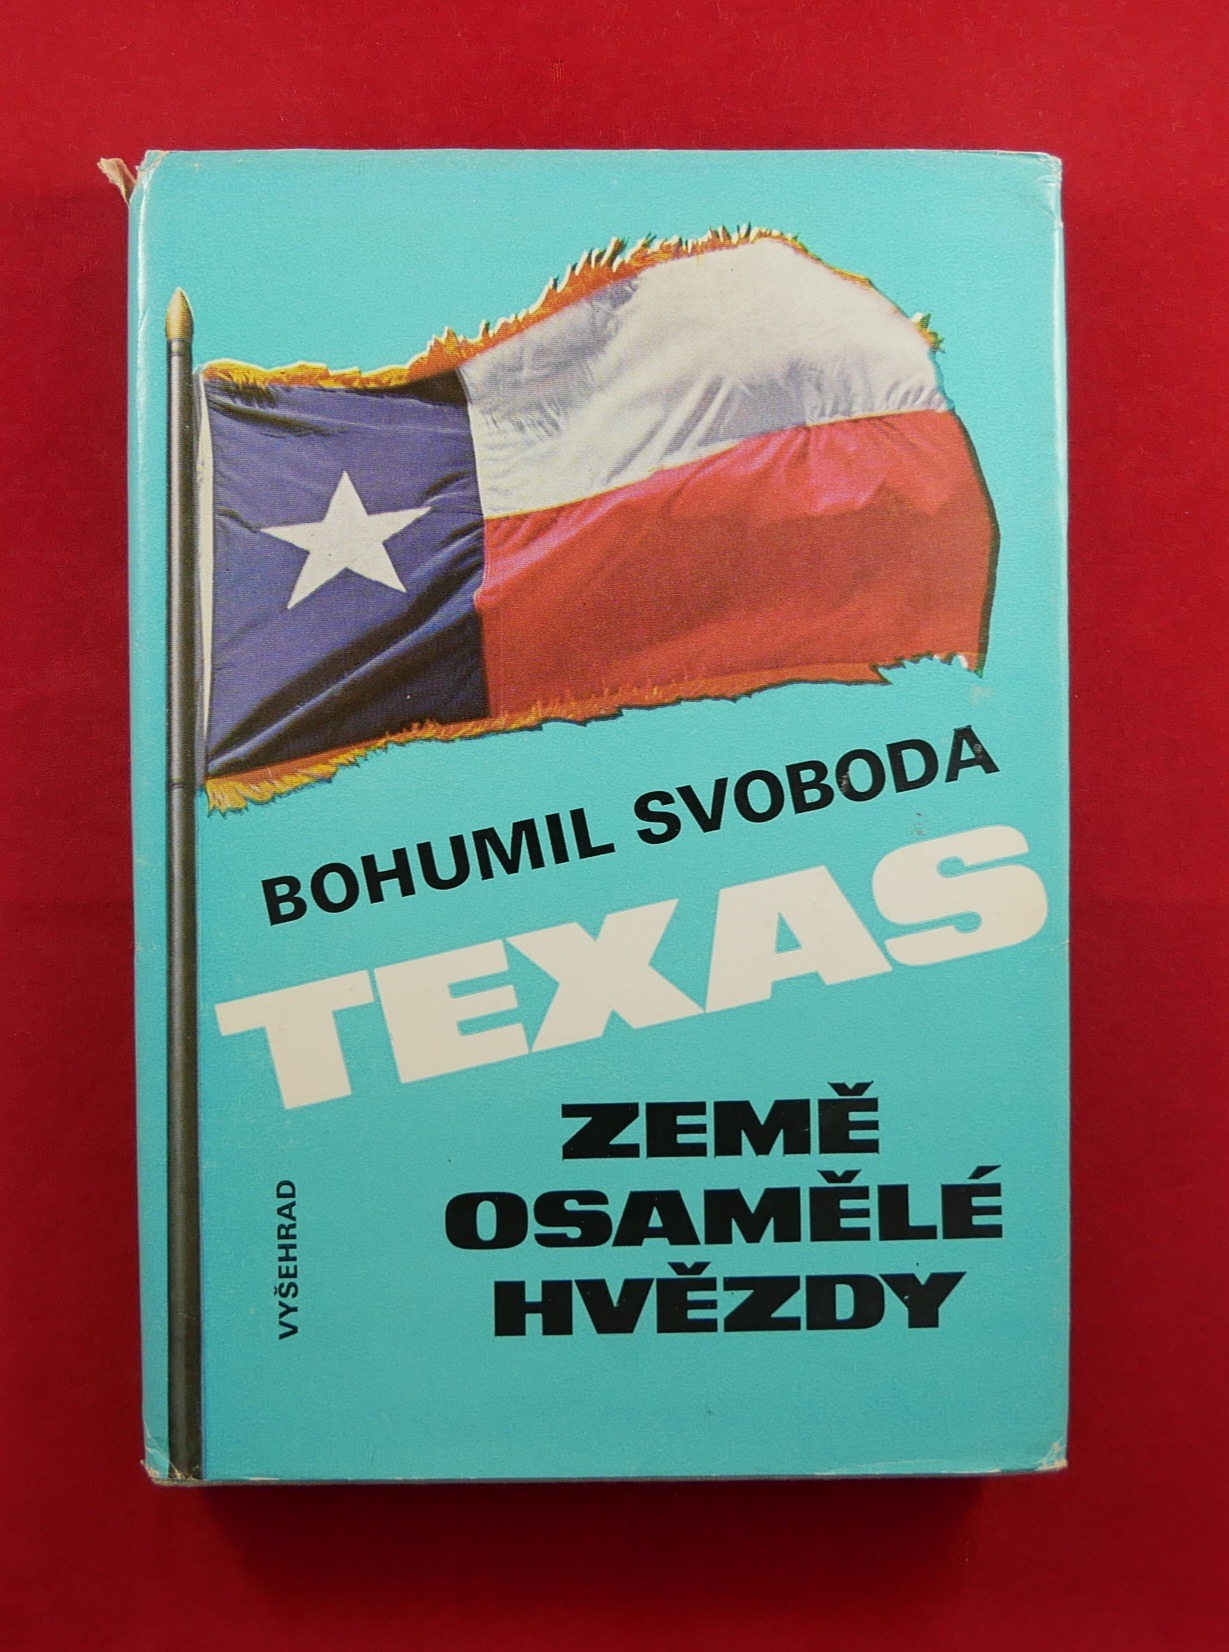 BOHUMIL SVOBODA
TEXAS
ZEMĚ
OSAMĚLÉ
HVĚZDY
VYŠEHRAD